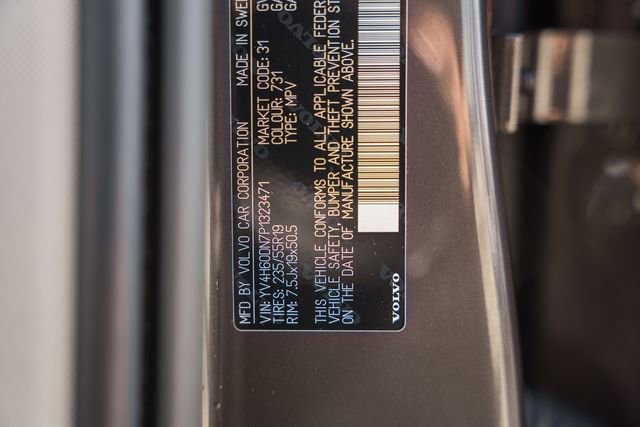 MFD BY VOLVO CAR CORPORATION MADE IN SWE
VIN: YV4H60DN7P1323471 MARKET CODE: 31
TIRES: 235/55R19 COLOUR: 731
RIM: 7.5Jx19x50.5 TYPE: MPV
THIS VEHICLE CONFORMS TO ALL APPLICABLE FEDER
VEHICLE SAFETY, BUMPER AND THEFT PREVENTION ST
ON THE DATE OF MANUFACTURE SHOWN ABOVE.
VOLVO